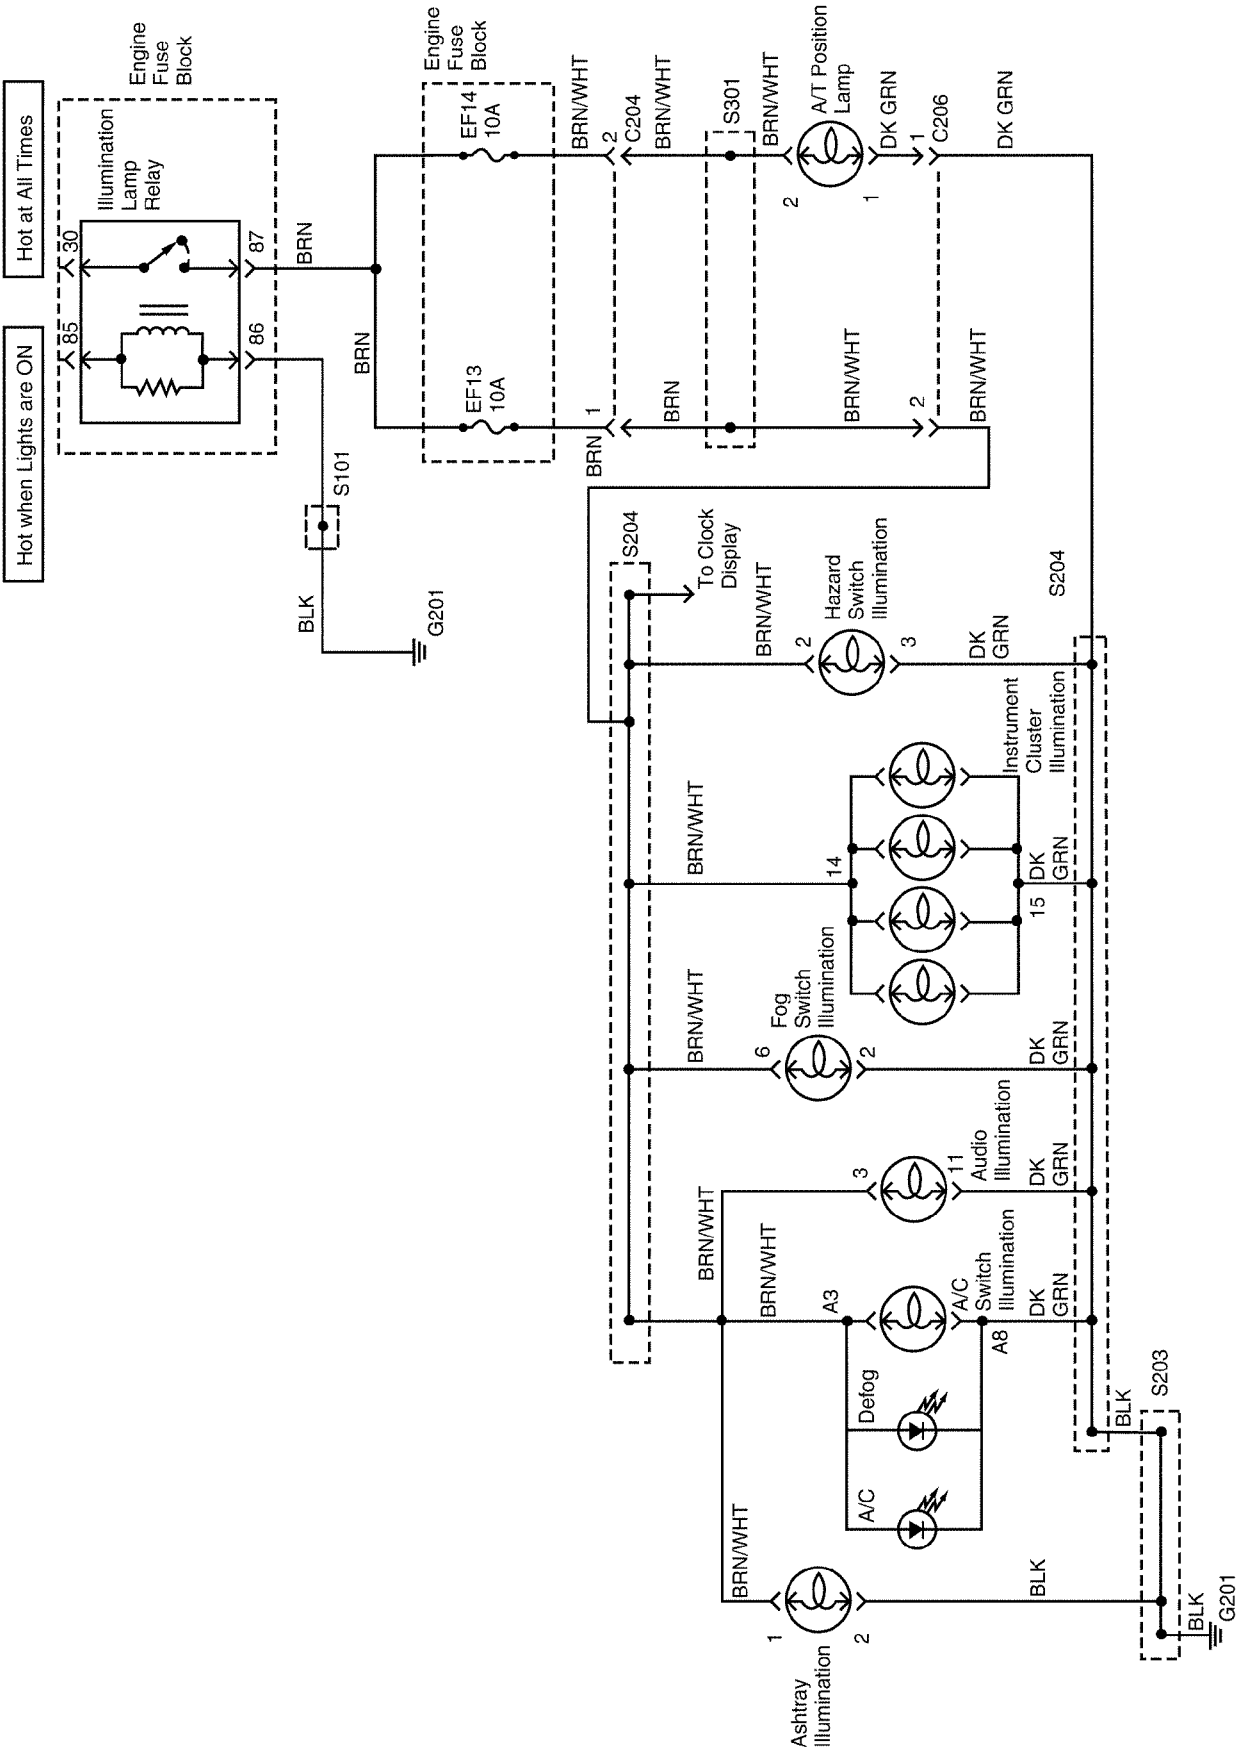 Hot when Lights are ON
Hot at All Times
Engine
Fuse
Block
Illumination
Lamp
Relay
85
30
86
87
BRN
BRN
S101
BLK
G201
Engine
Fuse
Block
EF13
10A
EF14
10A
BRN
1
BRN/WHT
2
C204
BRN
BRN/WHT
S301
BRN/WHT
BRN/WHT
2
A/T Position
Lamp
1
DK GRN
2
1
C206
BRN/WHT
DK GRN
S204
To Clock
Display
BRN/WHT
2
Hazard
Switch
Illumination
3
DK
GRN
S204
BRN/WHT
14
Instrument
Cluster
Illumination
15
DK
GRN
BRN/WHT
6
Fog
Switch
Illumination
2
DK
GRN
BRN/WHT
3
11
Audio
Illumination
DK
GRN
BRN/WHT
A3
A/C
Switch
Illumination
A8
DK
GRN
Defog
A/C
BRN/WHT
1
Ashtray
Illumination
2
BLK
BLK
S203
BLK
G201